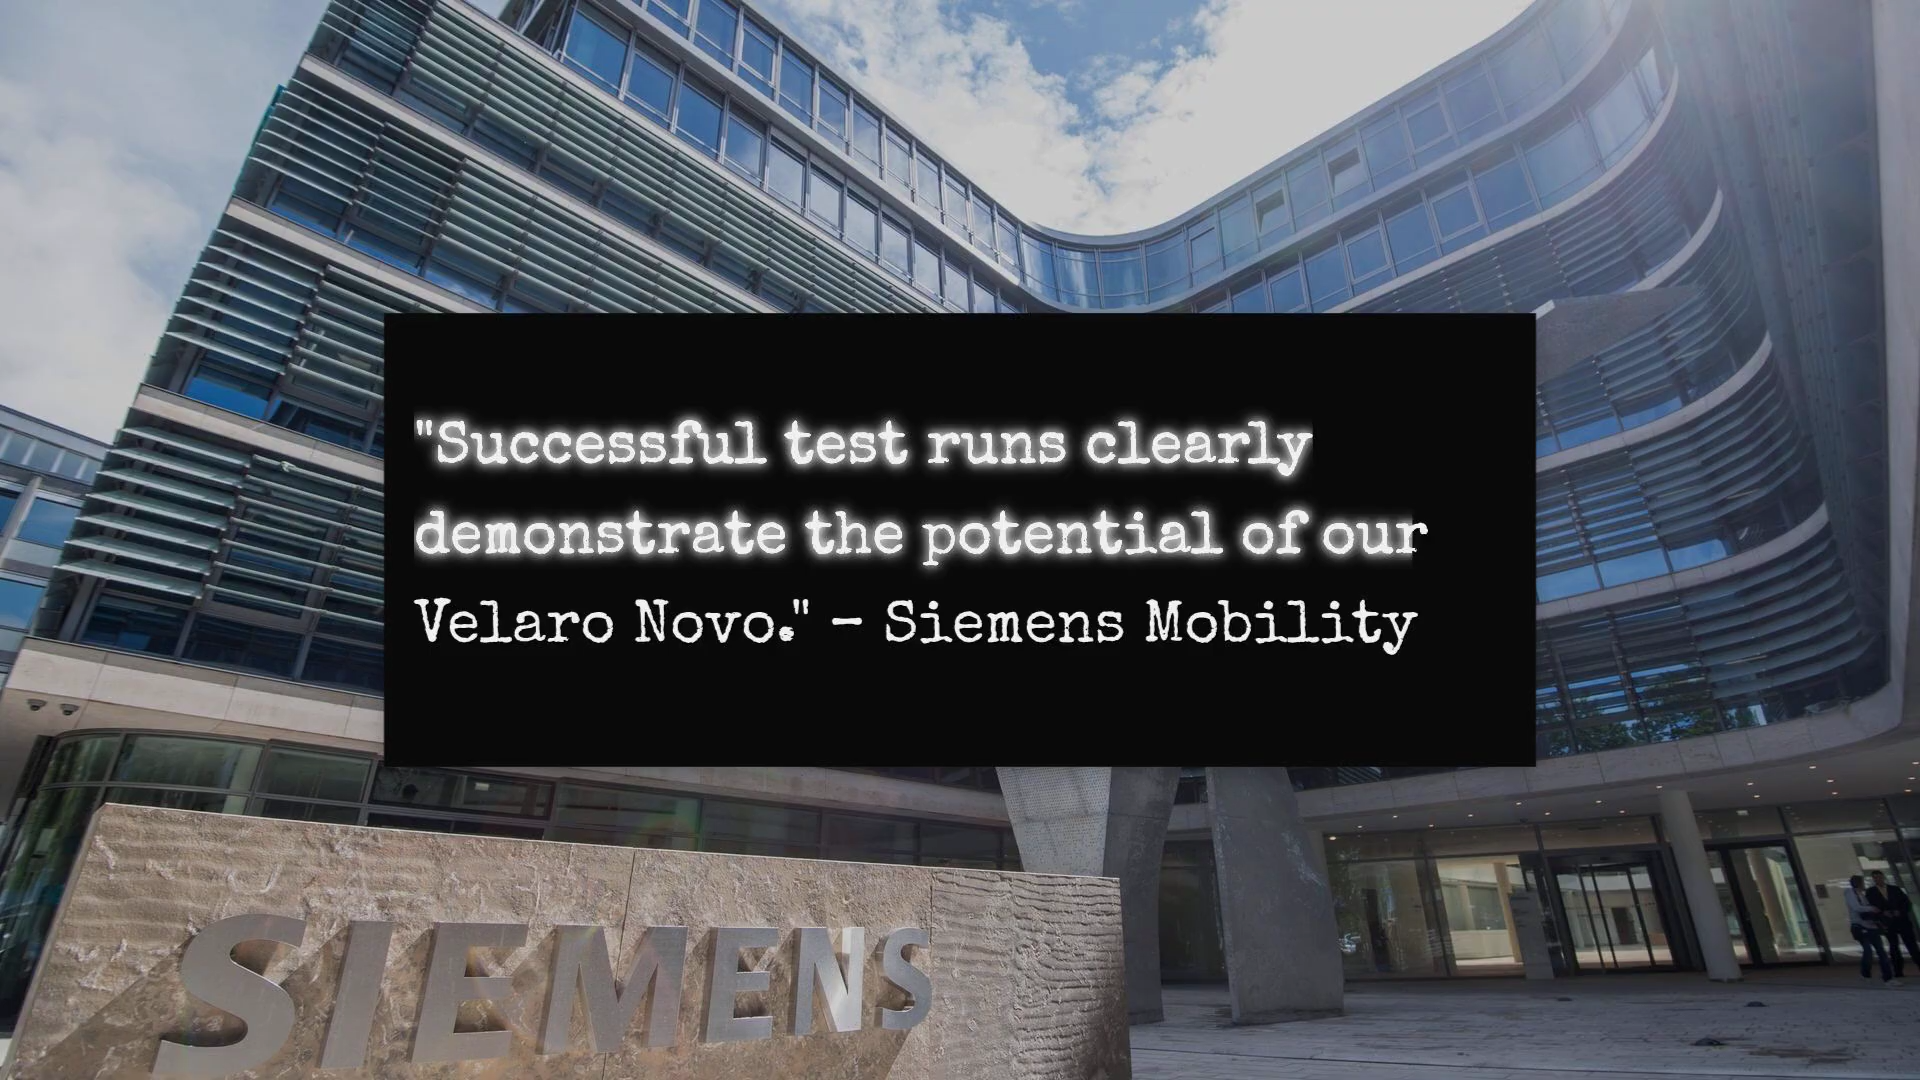 "Successful test runs clearly
demonstrate the potential of our
Velaro Novo." – Siemens Mobility
SIEMENS